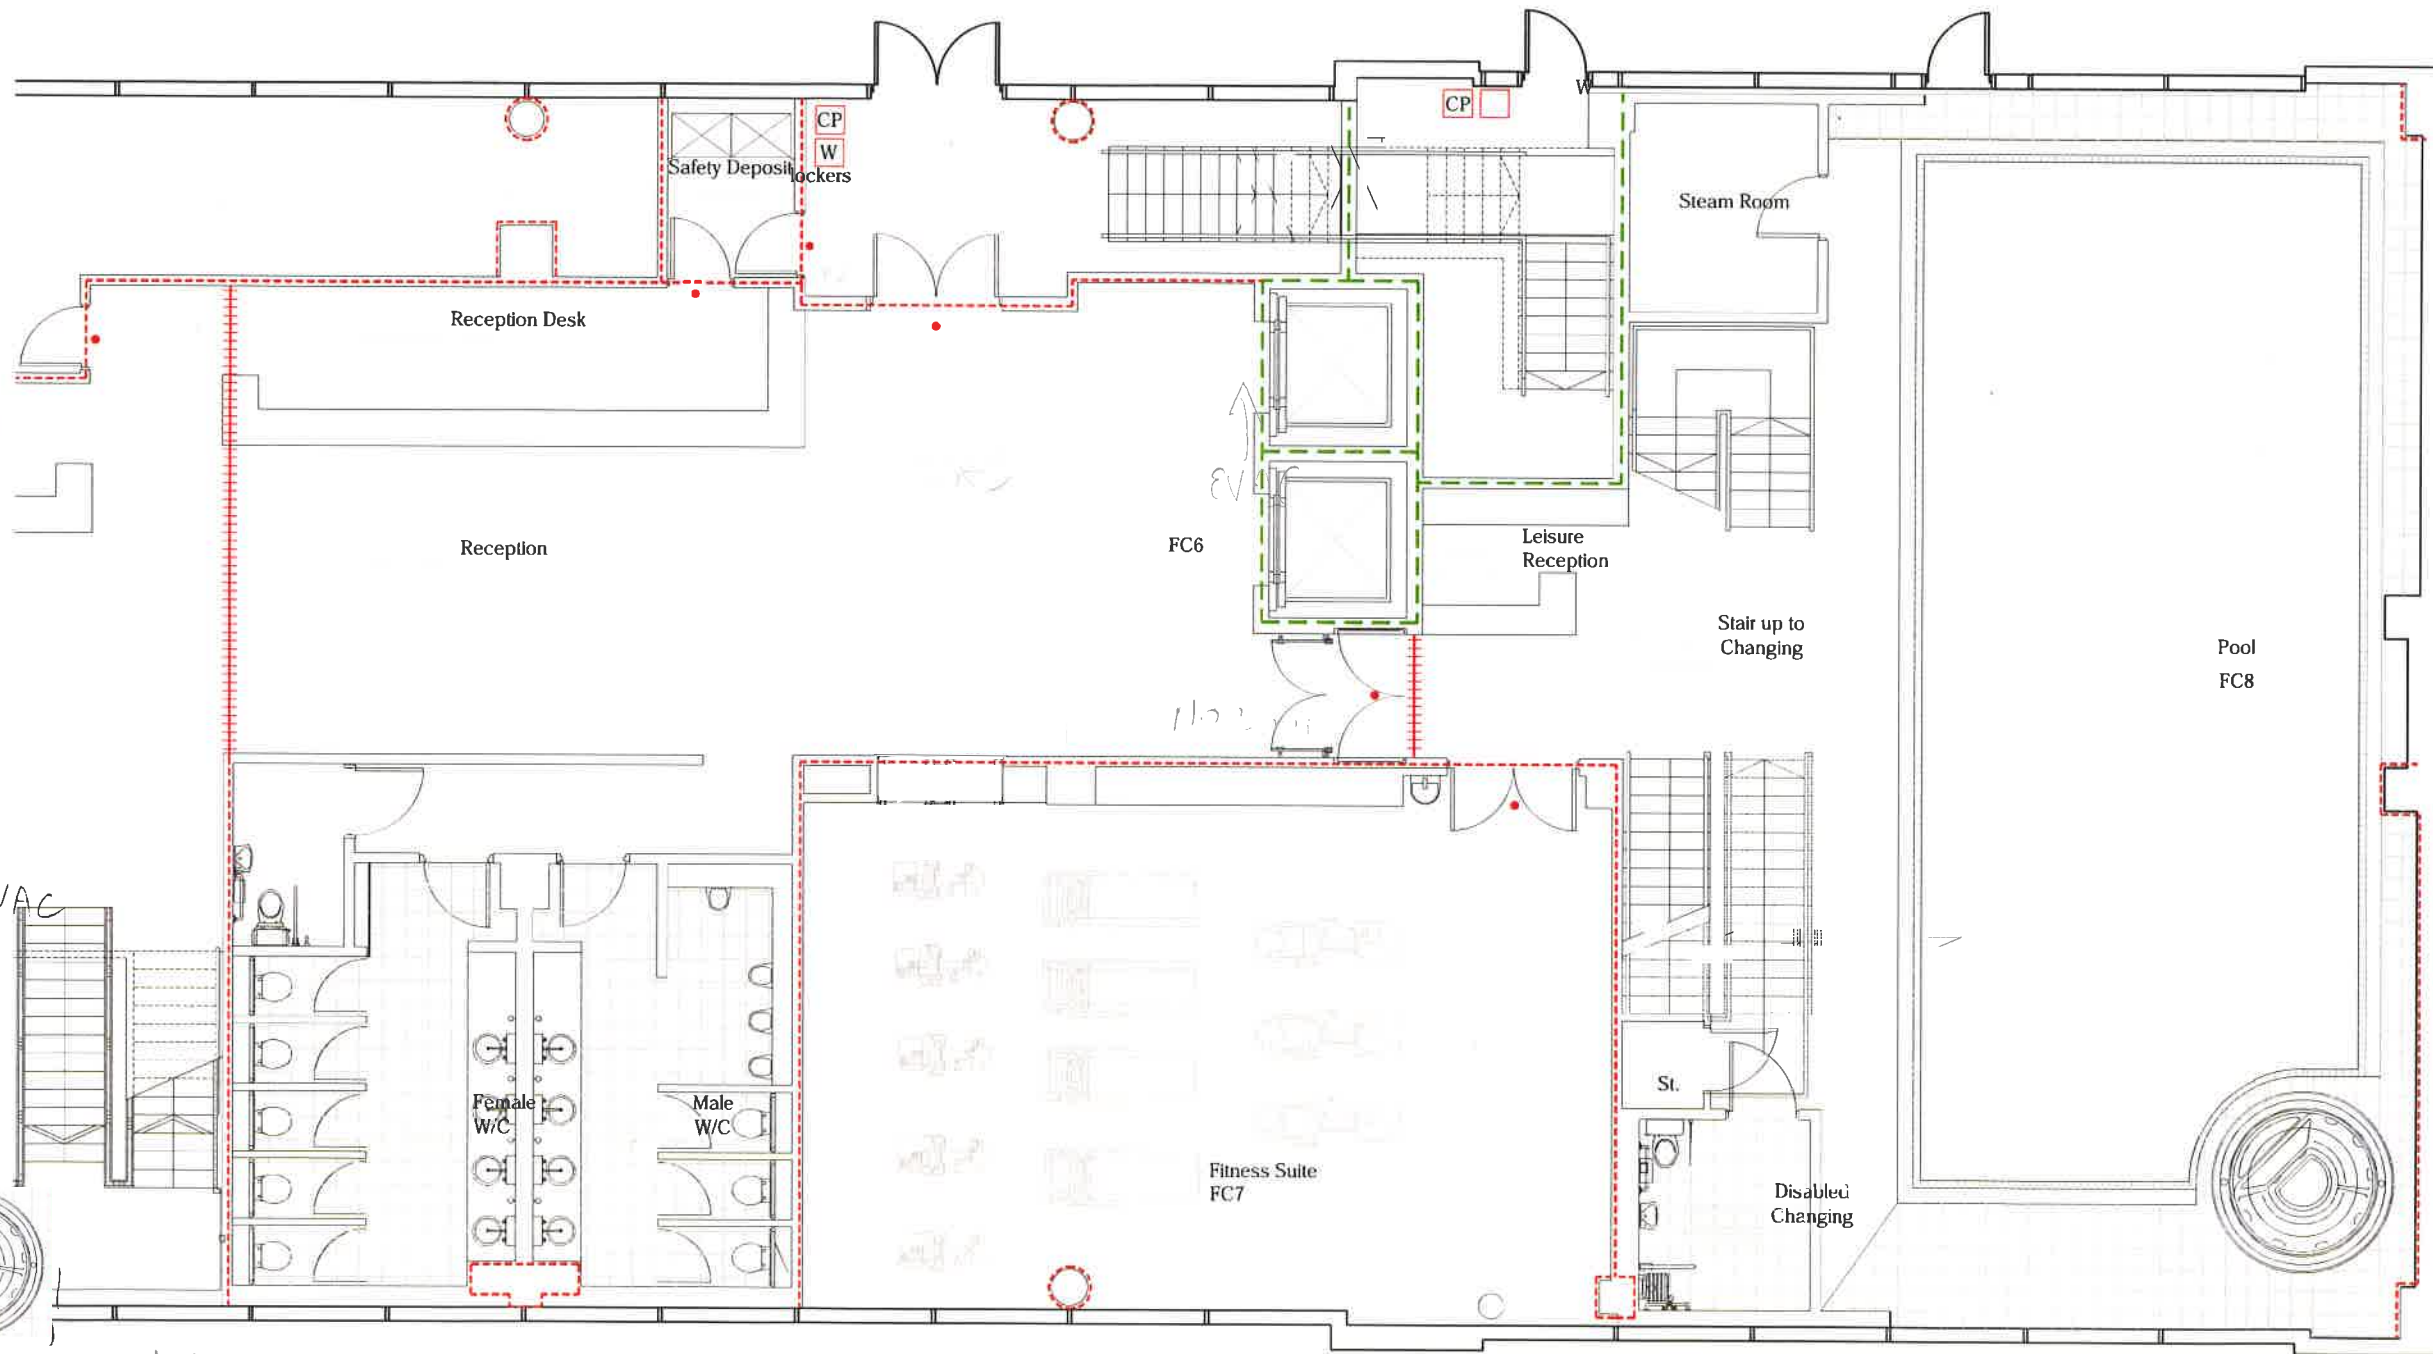 W
CP
CP
W
Safety Deposit
lockers
Steam Room
Reception Desk
Reception
FC6
Leisure
Reception
Stair up to
Changing
Pool
FC8
VAC
Female
W/C
Male
W/C
St.
Fitness Suite
FC7
Disabled
Changing